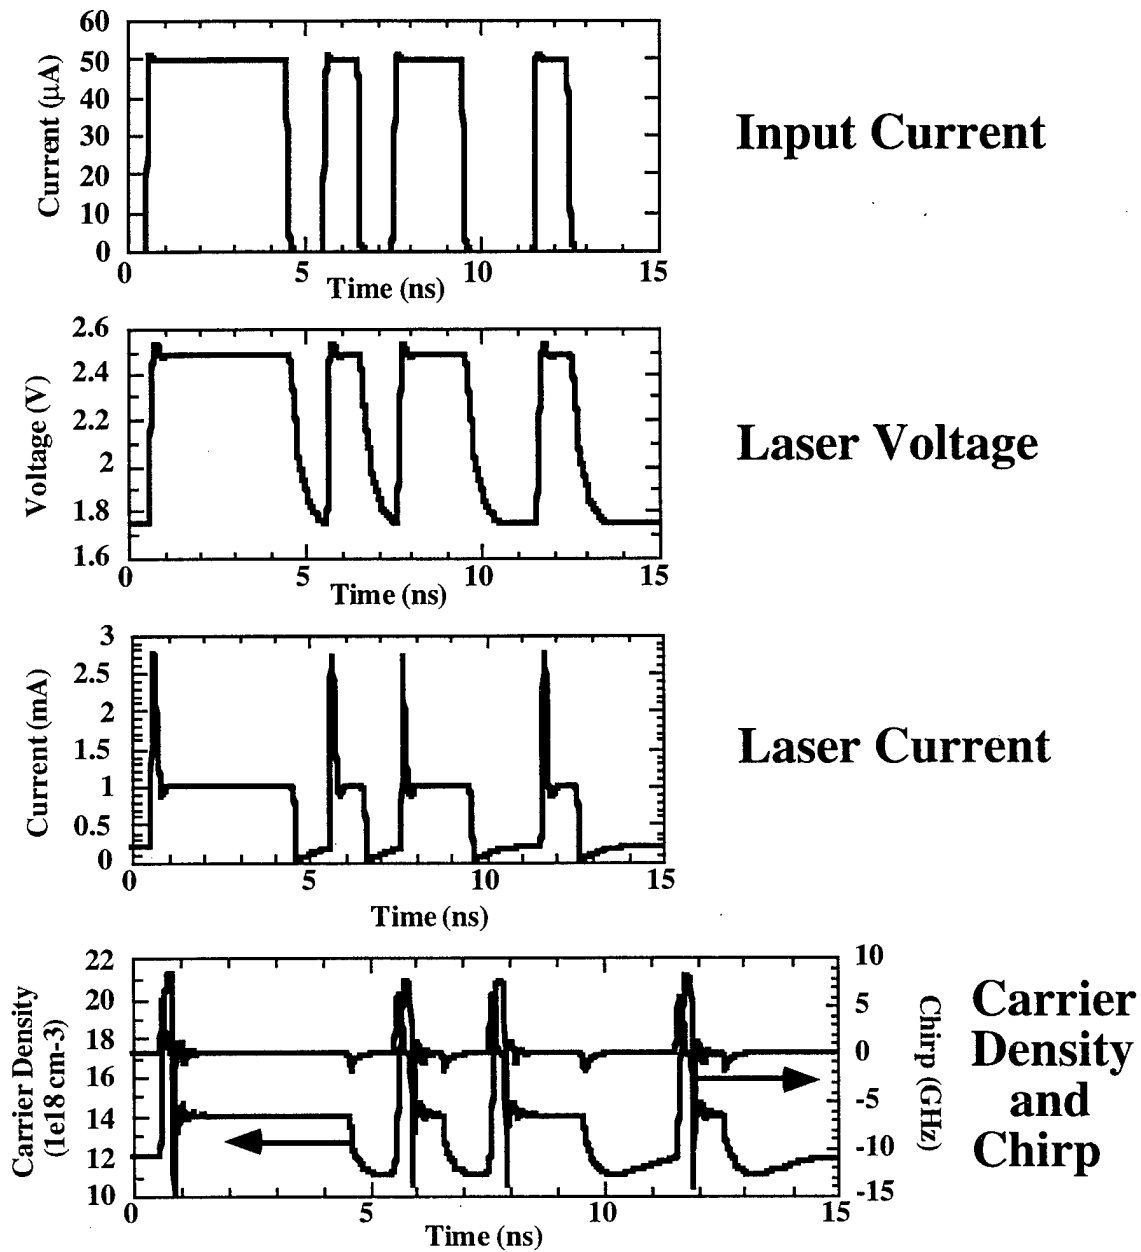 60
50
40
30
20
10
0
Current (µA)
0 5 10 15
Time (ns)
Input Current
2.6
2.4
2.2
2
1.8
1.6
Voltage (V)
0 5 10 15
Time (ns)
Laser Voltage
3
2.5
2
1.5
1
0.5
0
Current (mA)
0 5 10 15
Time (ns)
Laser Current
22
20
18
16
14
12
10
Carrier Density
(1e18 cm-3)
10
5
0
-5
-10
-15
Chirp (GHz)
0 5 10 15
Time (ns)
Carrier
Density
and
Chirp